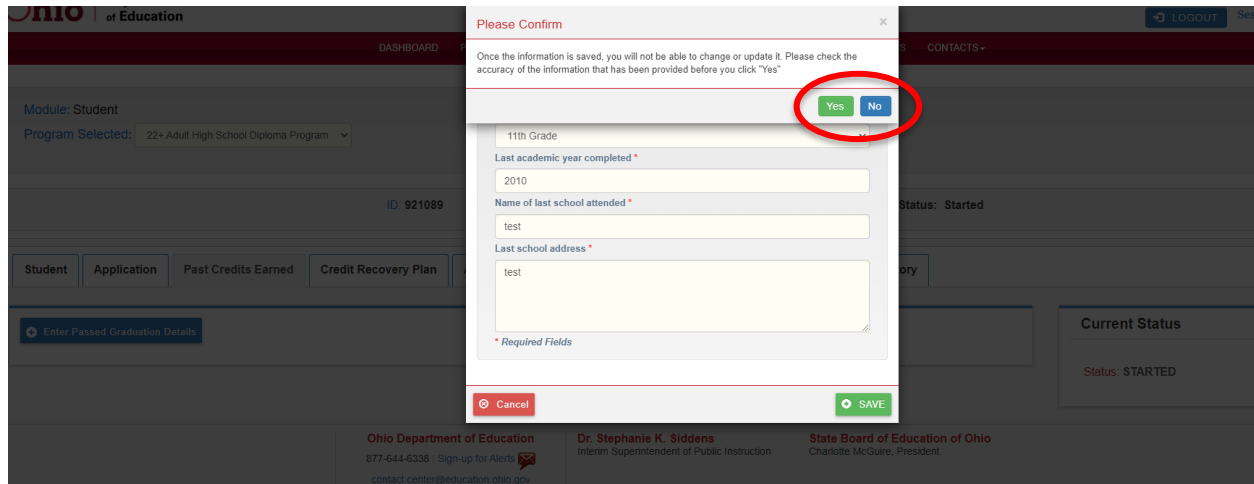 Ohio of Education
LOGOUT
DASHBOARD
CONTACTS
Please Confirm ×
Once the information is saved, you will not be able to change or update it. Please check the
accuracy of the information that has been provided before you click "Yes"
Yes No
Module: Student
Program Selected: 22+ Adult High School Diploma Program
11th Grade
Last academic year completed *
2010
ID: 921089
Name of last school attended *
Status: Started
test
Last school address *
test
Student Application Past Credits Earned Credit Recovery Plan
Enter Passed Graduation Details
* Required Fields
Current Status
Status: STARTED
Cancel SAVE
Ohio Department of Education
877-644-6338 | Sign-up for Alerts
contact.center@education.ohio.gov
Dr. Stephanie K. Siddens
Interim Superintendent of Public Instruction
State Board of Education of Ohio
Charlotte McGuire, President